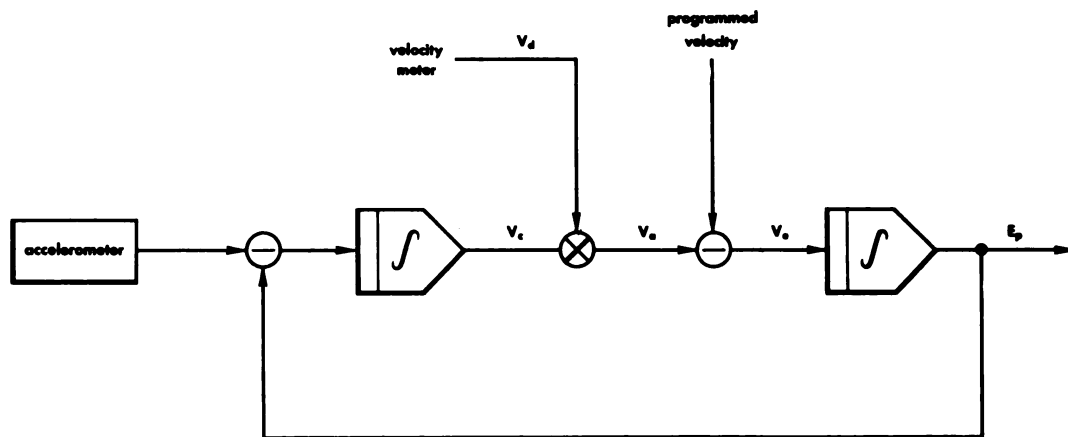 programmed
velocity
V_d
velocity
meter
accelerometer
∫
V_c
V_a
V_e
∫
E_p